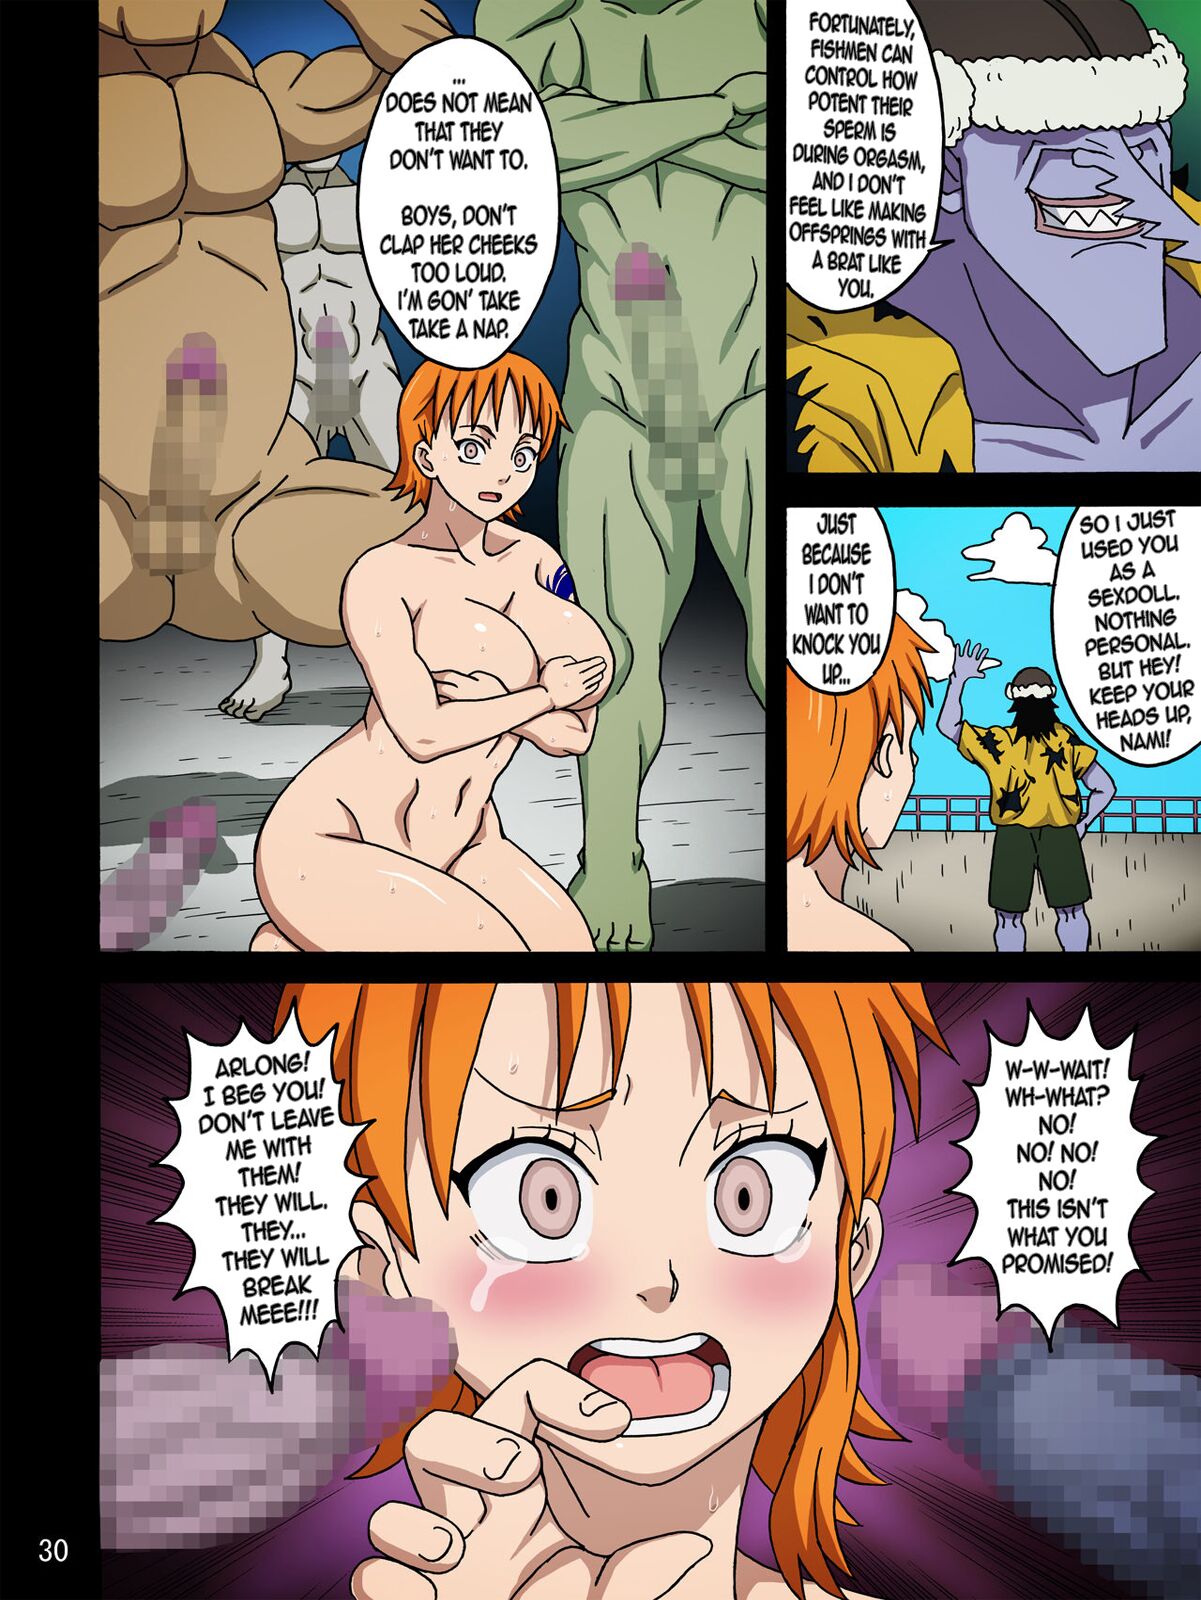 FORTUNATELY,
FISHMEN CAN
CONTROL HOW
POTENT THEIR
SPERM IS
DURING ORGASM,
AND I DON'T
FEEL LIKE MAKING
OFFSPRINGS WITH
A BRAT LIKE
YOU.
SO I JUST
USED YOU
AS A
SEXDOLL.
NOTHING
PERSONAL.
BUT HEY!
KEEP YOUR
HEADS UP,
NAMI!
JUST
BECAUSE
I DON'T
WANT TO
KNOCK YOU
UP...
...
DOES NOT MEAN
THAT THEY
DON'T WANT TO.
BOYS, DON'T
CLAP HER CHEEKS
TOO LOUD.
I'M GON' TAKE
TAKE A NAP.
W-W-WAIT!
WH-WHAT?
NO!
NO! NO!
NO!
THIS ISN'T
WHAT YOU
PROMISED!
ARLONG!
I BEG YOU!
DON'T LEAVE
ME WITH
THEM!
THEY WILL.
THEY...
THEY WILL
BREAK
MEEE!!!
30